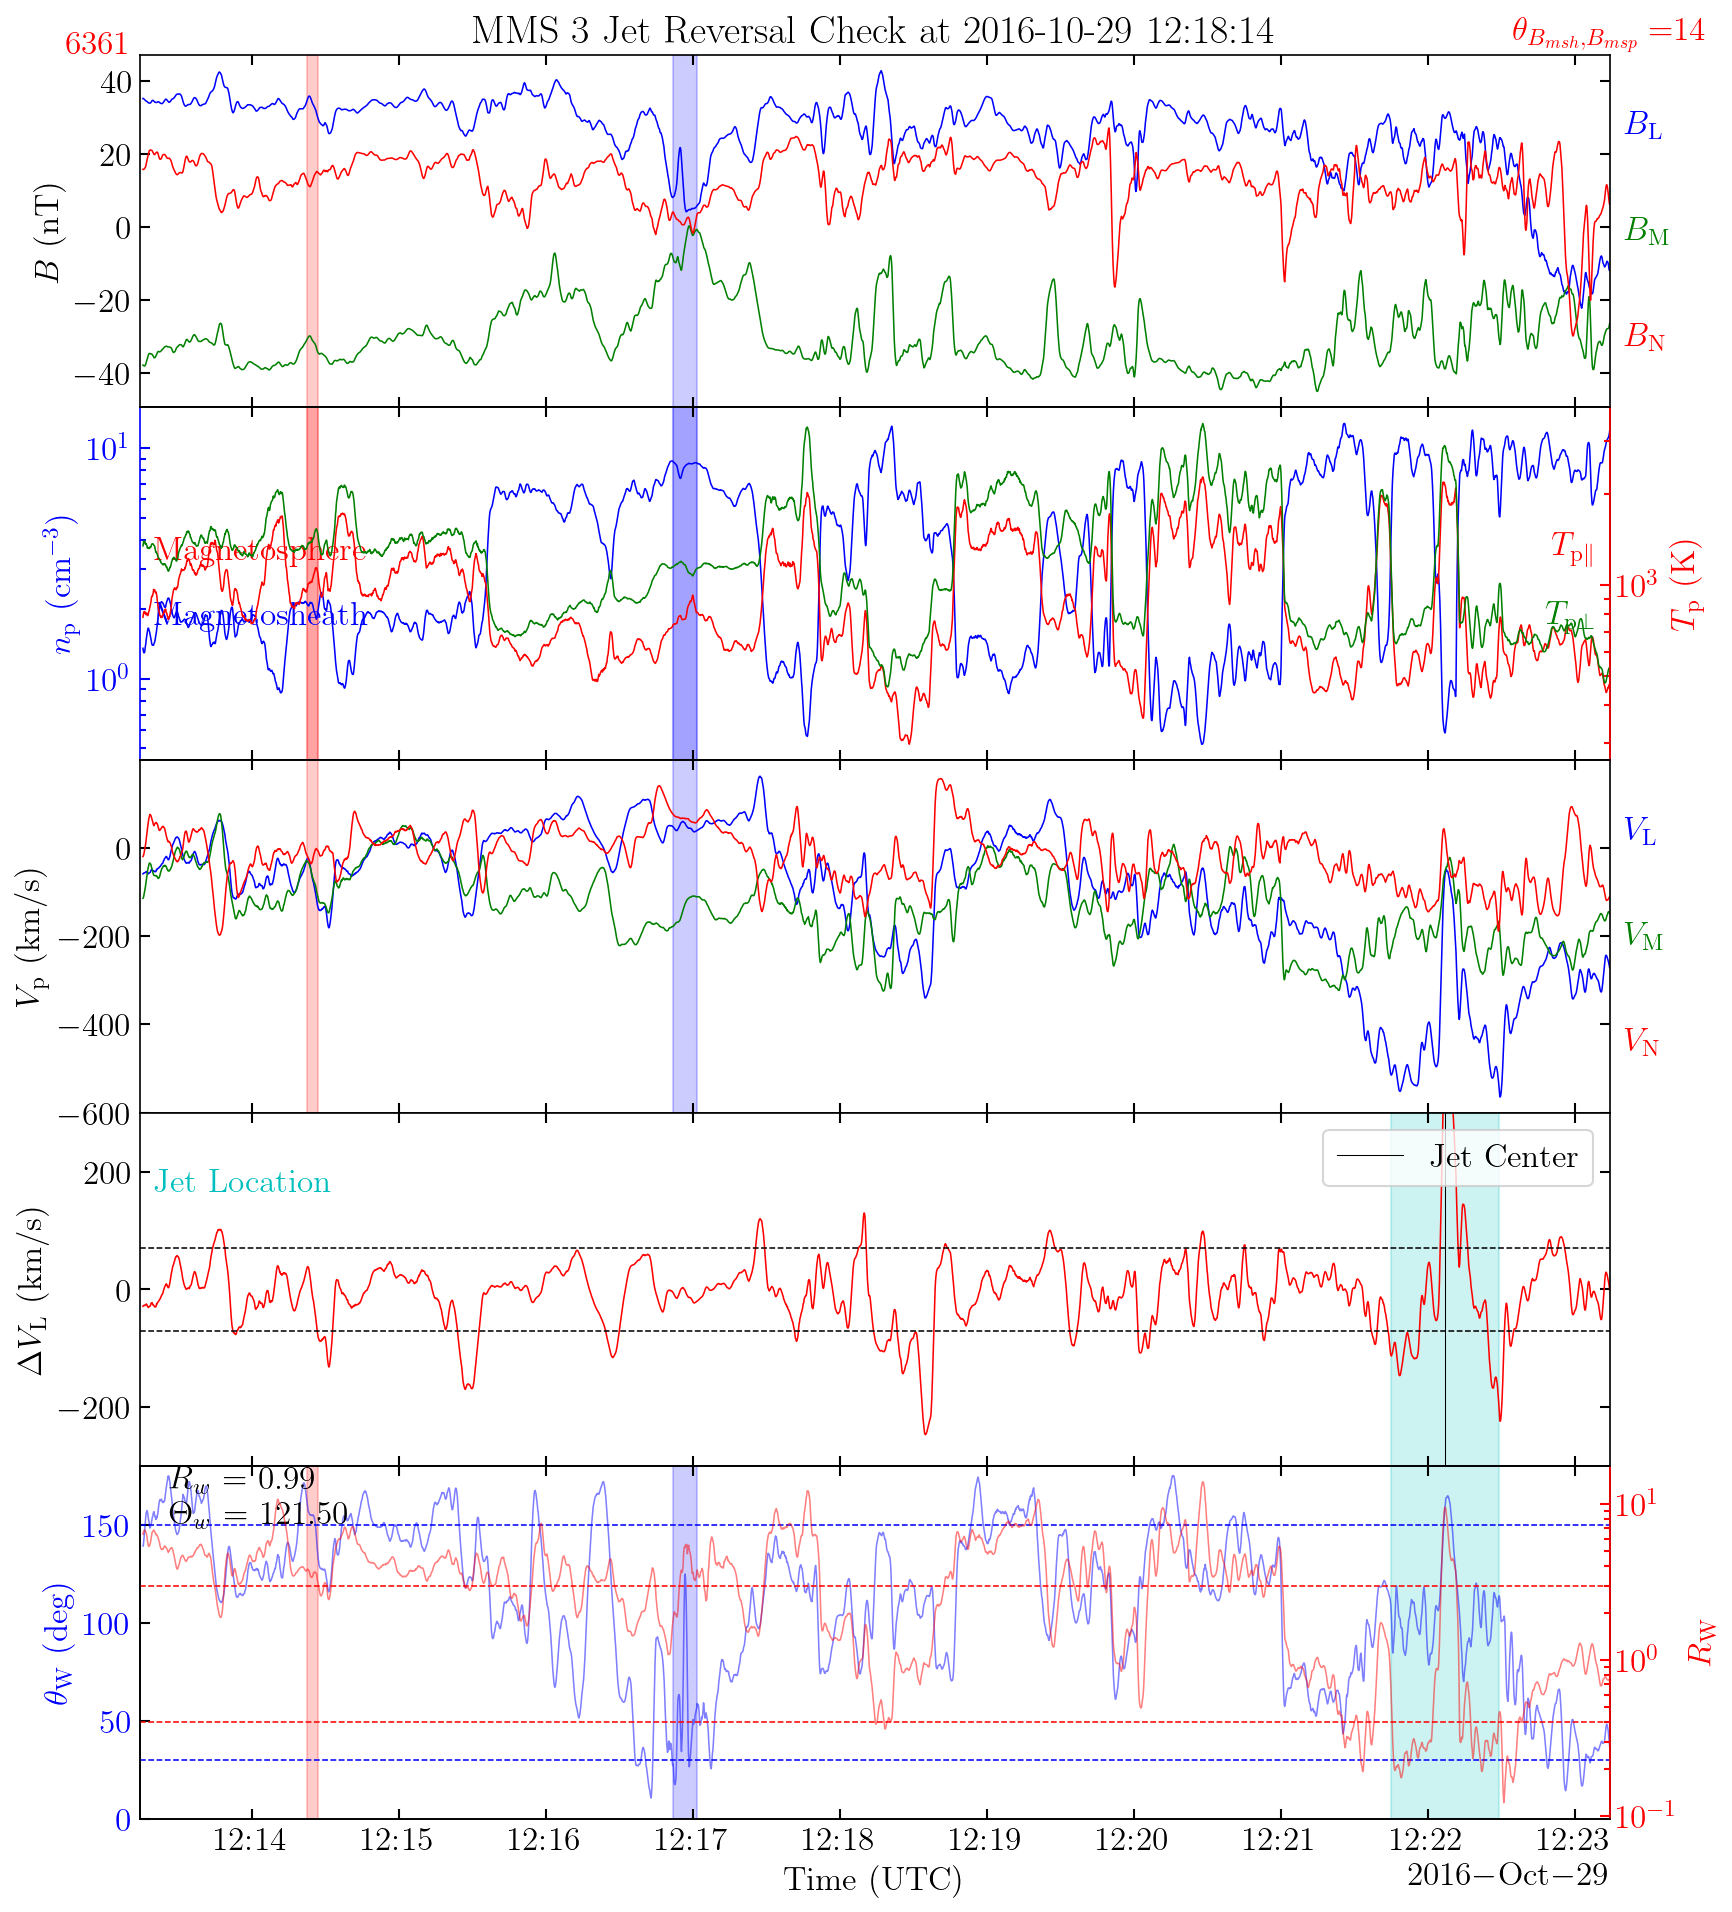 MMS 3 Jet Reversal Check at 2016-10-29 12:18:14
6361
θ_{B_{msh},B_{msp}} =14
40
20
0
−20
−40
B (nT)
B_L
B_M
B_N
10^1
10^0
n_p (cm^{−3})
Magnetosphere
Magnetosheath
T_{p∥}
T_{p⊥}
10^3
T_p (K)
0
−200
−400
−600
V_p (km/s)
V_L
V_M
V_N
200
0
−200
ΔV_L (km/s)
Jet Location
Jet Center
R_w = 0.99
Θ_w = 121.50
150
100
50
0
θ_W (deg)
10^1
10^0
10^{−1}
R_W
12:14
12:15
12:16
12:17
12:18
12:19
12:20
12:21
12:22
12:23
Time (UTC)
2016−Oct−29